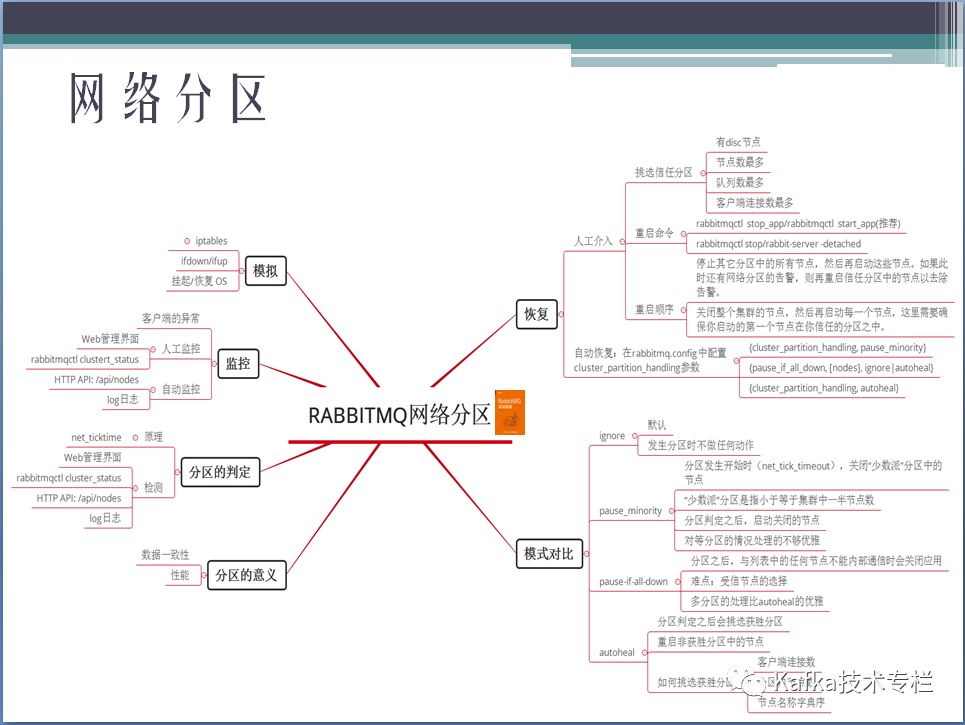 网络分区
iptables
ifdown/ifup
挂起/恢复 OS
模拟
客户端的异常
Web管理界面
rabbitmqctl clustert_status
人工监控
HTTP API: /api/nodes
log日志
自动监控
监控
net_ticktime
原理
Web管理界面
rabbitmqctl cluster_status
HTTP API: /api/nodes
log日志
检测
分区的判定
数据一致性
性能
分区的意义
RABBITMQ网络分区
RabbitMQ
恢复
人工介入
挑选信任分区
有disc节点
节点数最多
队列数最多
客户端连接数最多
重启命令
rabbitmqctl stop_app/rabbitmqctl start_app(推荐)
rabbitmqctl stop/rabbit-server -detached
重启顺序
停止其它分区中的所有节点，然后再启动这些节点。如果此
时还有网络分区的告警，则再重启信任分区中的节点以去除
告警。
关闭整个集群的节点，然后再启动每一个节点，这里需要确
保你启动的第一个节点在你信任的分区之中。
自动恢复：在rabbitmq.config中配置
cluster_partition_handling参数
{cluster_partition_handling, pause_minority}
{pause_if_all_down, [nodes], ignore|autoheal}
{cluster_partition_handling, autoheal}
模式对比
ignore
默认
发生分区时不做任何动作
pause_minority
分区发生开始时（net_tick_timeout），关闭“少数派”分区中的
节点
“少数派”分区是指小于等于集群中一半节点数
分区判定之后，启动关闭的节点
对等分区的情况处理的不够优雅
pause-if-all-down
分区之后，与列表中的任何节点不能内部通信时会关闭应用
难点：受信节点的选择
多分区的处理比autoheal的优雅
autoheal
分区判定之后会挑选获胜分区
重启非获胜分区中的节点
如何挑选获胜分区
客户端连接数
节点名称字典序
Kafka技术专栏